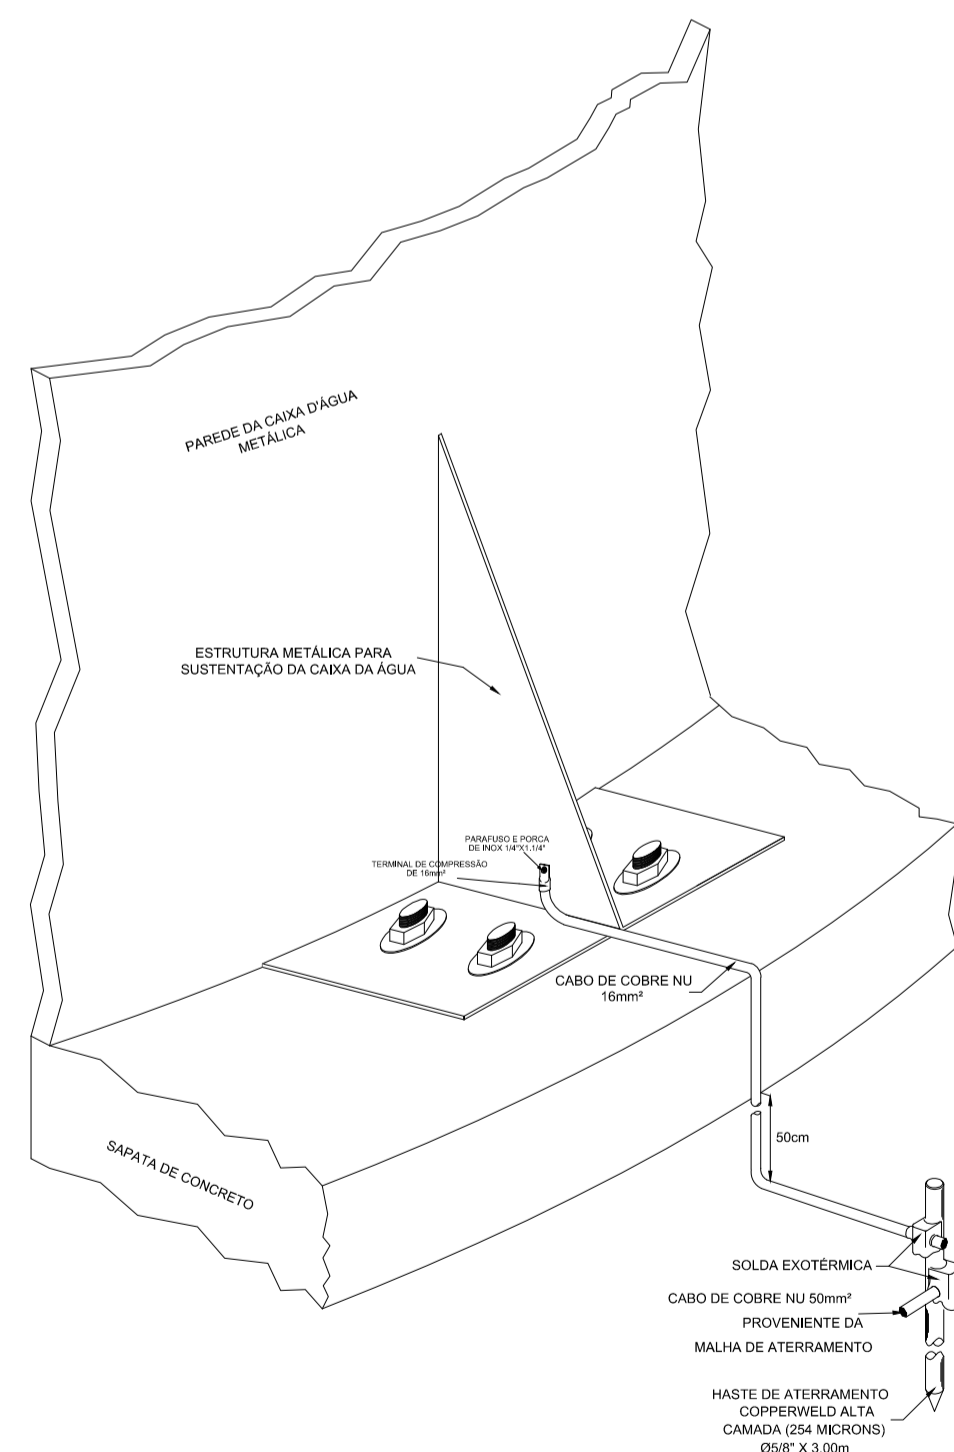 PAREDE DA CAIXA D'ÁGUA
METÁLICA
ESTRUTURA METÁLICA PARA
SUSTENTAÇÃO DA CAIXA DA ÁGUA
PARAFUSO E PORCA
DE INOX 1/4"X1.1/4"
TERMINAL DE COMPRESSÃO
DE 16mm²
CABO DE COBRE NU
16mm²
50cm
SAPATA DE CONCRETO
SOLDA EXOTÉRMICA
CABO DE COBRE NU 50mm²
PROVENIENTE DA
MALHA DE ATERRAMENTO
HASTE DE ATERRAMENTO
COPPERWELD ALTA
CAMADA (254 MICRONS)
Ø5/8" X 3,00m